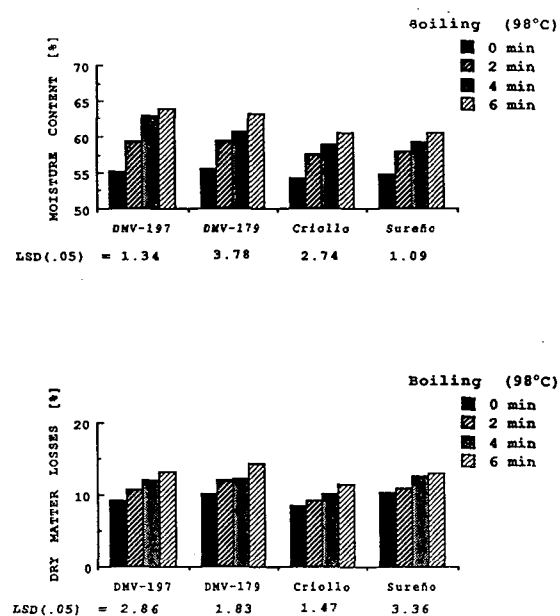 Boiling (98°C)
0 min
2 min
4 min
6 min
MOISTURE CONTENT [%]
70
65
60
55
50
DMV-197 DMV-179 Criollo Sureño
LSD(.05) = 1.34 3.78 2.74 1.09
Boiling (98°C)
0 min
2 min
4 min
6 min
DRY MATTER LOSSES [%]
20
10
0
DMV-197 DMV-179 Criollo Sureño
LSD(.05) = 2.86 1.83 1.47 3.36